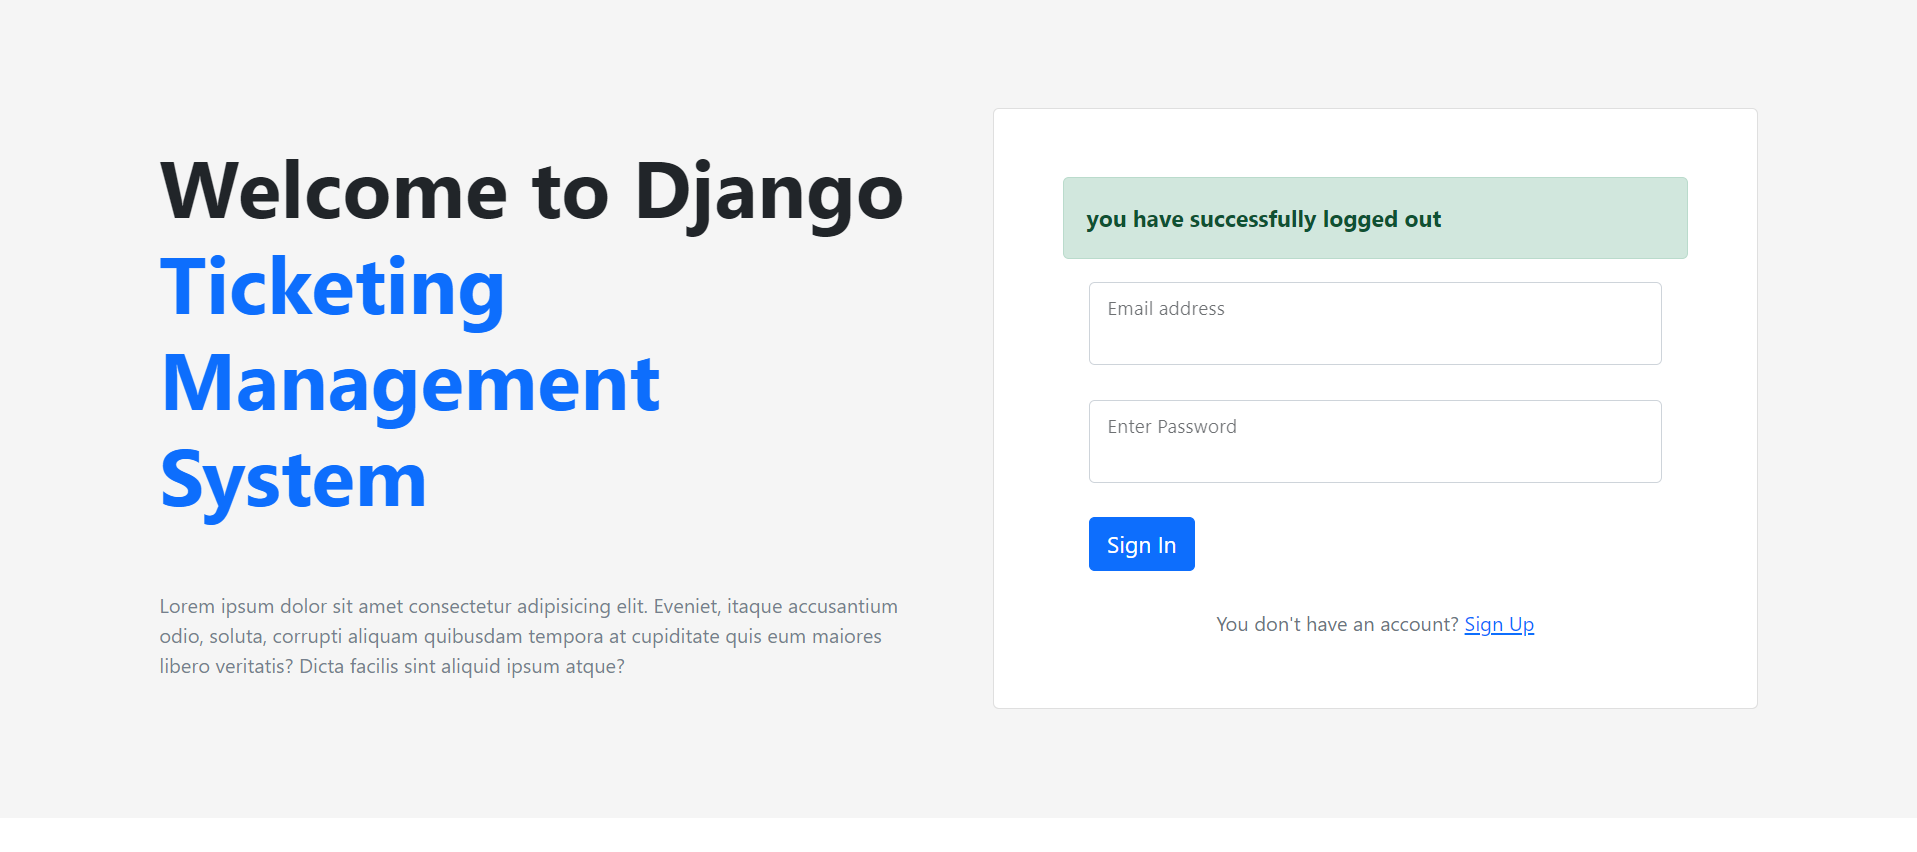 Welcome to Django
Ticketing
Management
System
Lorem ipsum dolor sit amet consectetur adipisicing elit. Eveniet, itaque accusantium
odio, soluta, corrupti aliquam quibusdam tempora at cupiditate quis eum maiores
libero veritatis? Dicta facilis sint aliquid ipsum atque?
you have successfully logged out
Email address
Enter Password
Sign In
You don't have an account? Sign Up